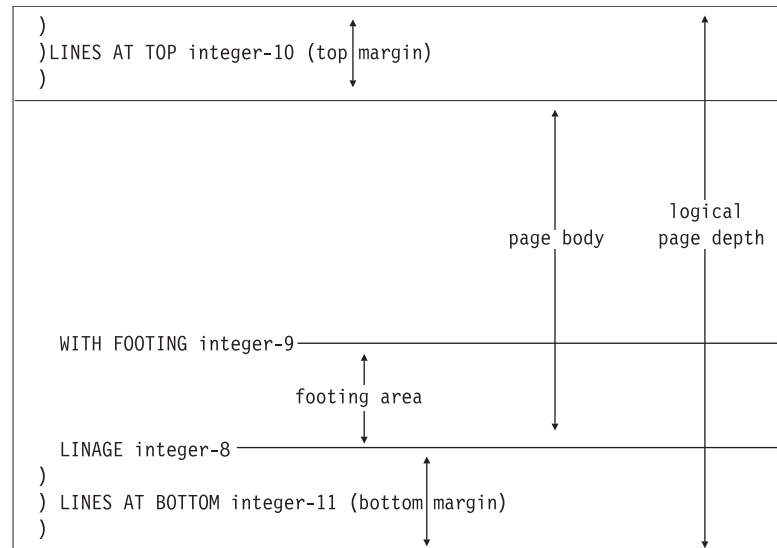 )
)LINES AT TOP integer-10 (top margin)
)
logical
page body
page depth
WITH FOOTING integer-9
footing area
LINAGE integer-8
)
) LINES AT BOTTOM integer-11 (bottom margin)
)